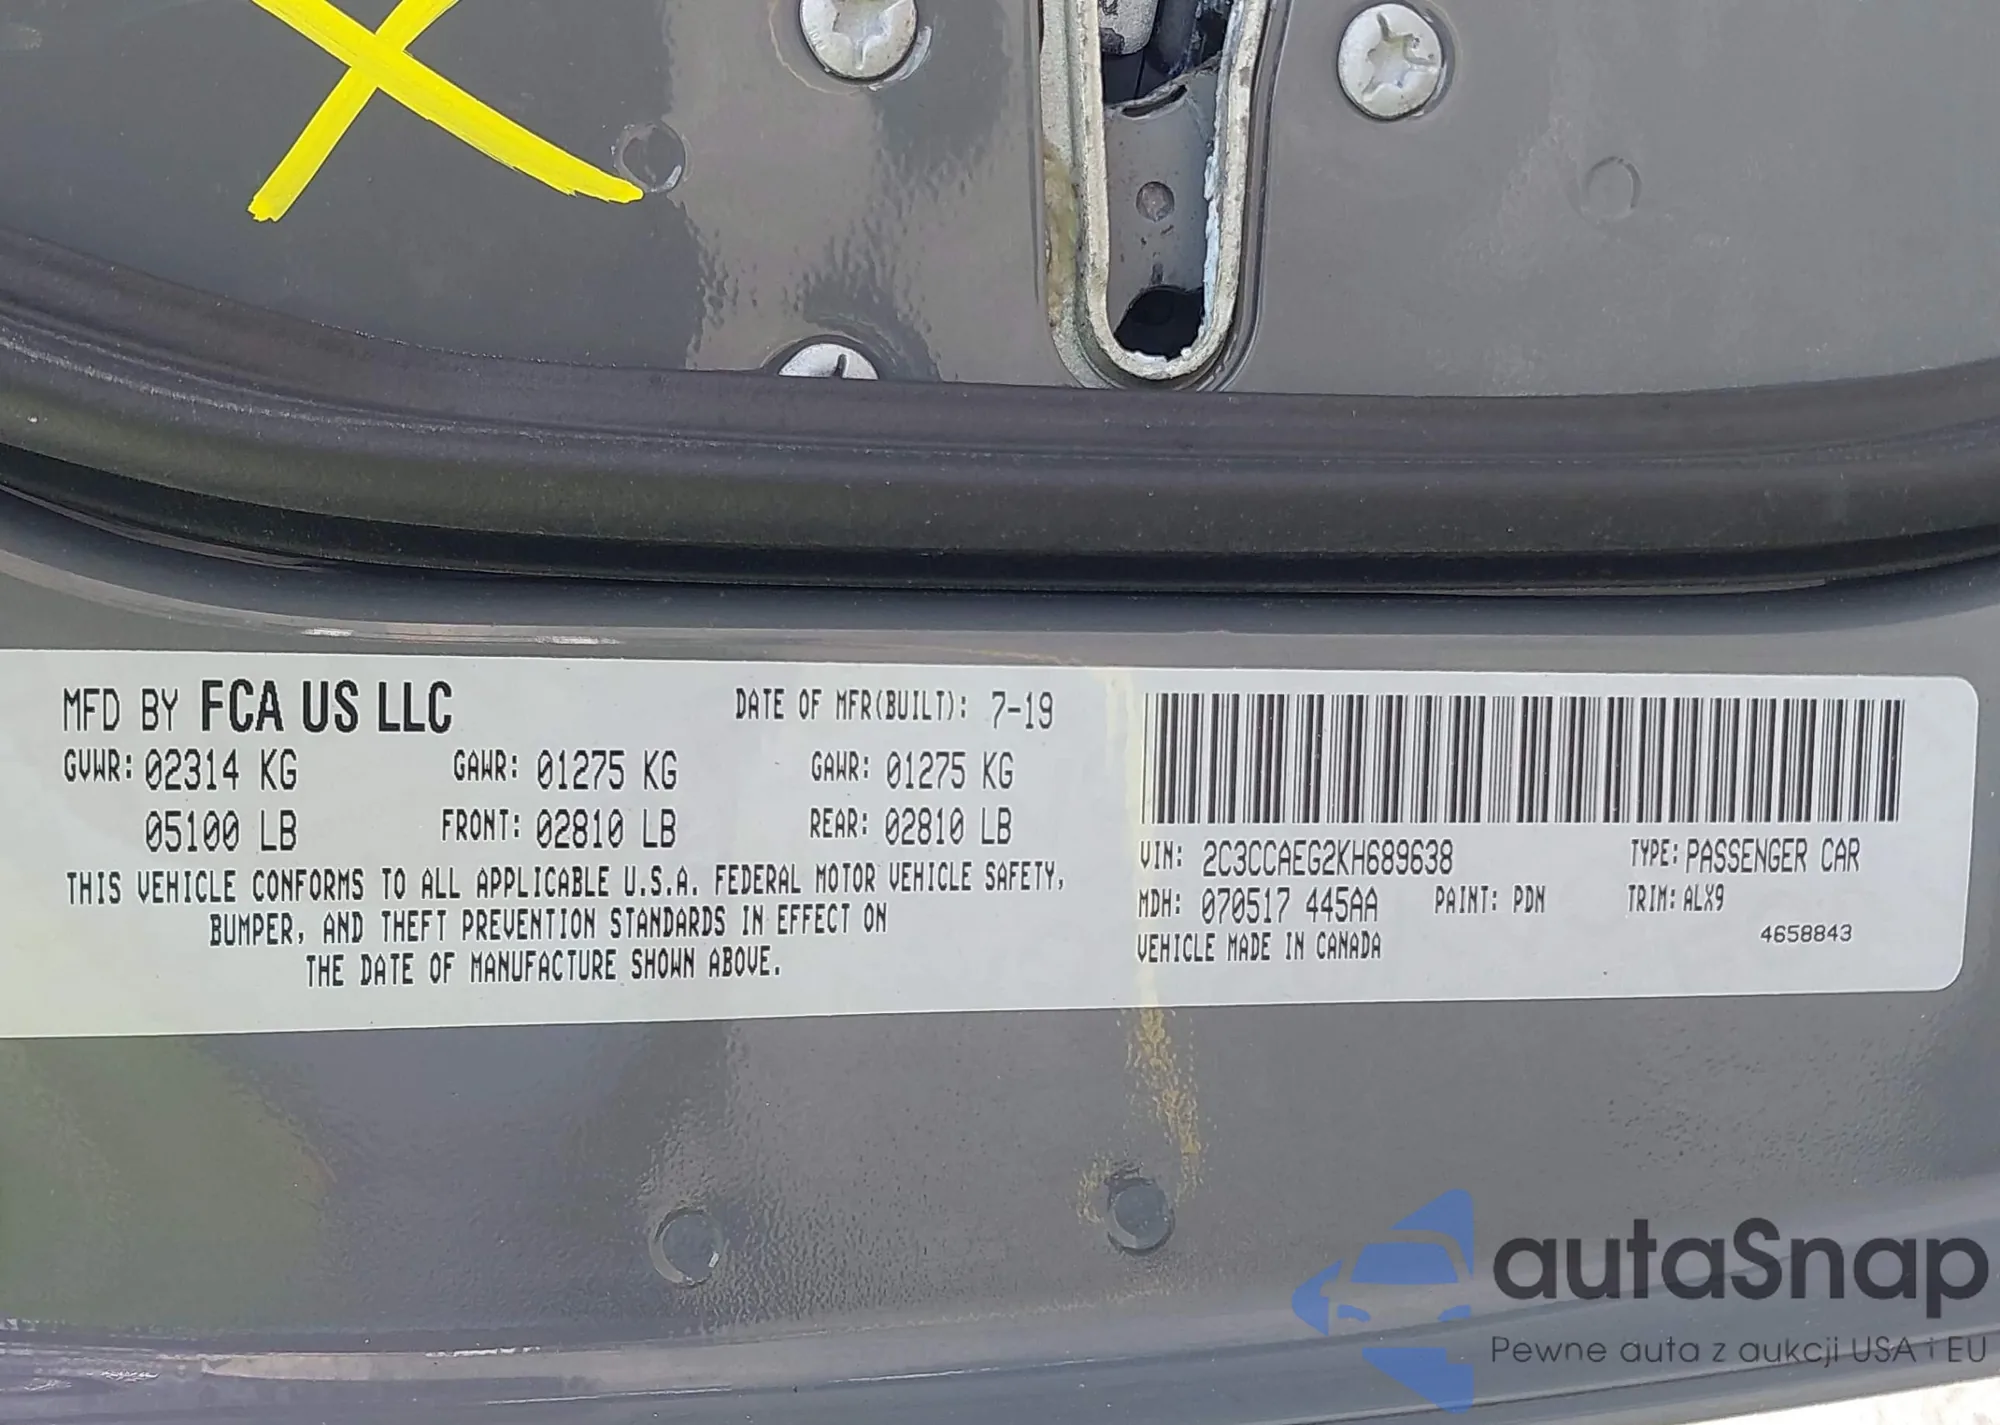 MFD BY FCA US LLC
DATE OF MFR(BUILT): 7-19
GVWR: 02314 KG GAWR: 01275 KG GAWR: 01275 KG
05100 LB FRONT: 02810 LB REAR: 02810 LB
THIS VEHICLE CONFORMS TO ALL APPLICABLE U.S.A. FEDERAL MOTOR VEHICLE SAFETY,
BUMPER, AND THEFT PREVENTION STANDARDS IN EFFECT ON
THE DATE OF MANUFACTURE SHOWN ABOVE.
VIN: 2C3CCAEG2KH689638 TYPE: PASSENGER CAR
MDH: 070517 445AA PAINT: PDN TRIM: ALX9
VEHICLE MADE IN CANADA 4658843
autaSnap
Pewne auta z aukcji USA i EU